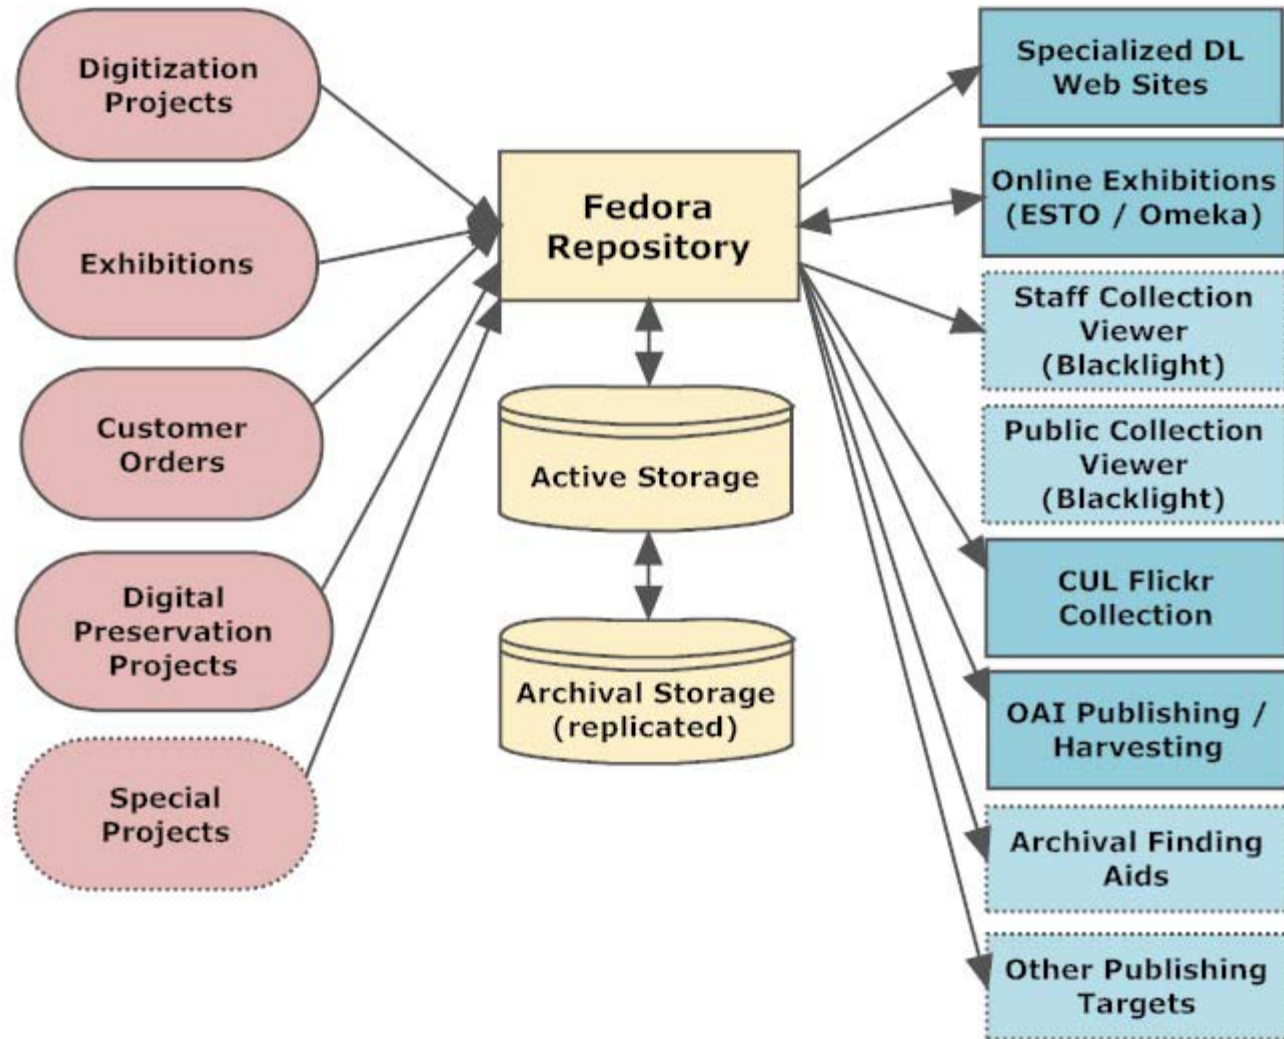 Digitization
Projects
Exhibitions
Customer
Orders
Digital
Preservation
Projects
Special
Projects
Fedora
Repository
Active Storage
Archival Storage
(replicated)
Specialized DL
Web Sites
Online Exhibitions
(ESTO / Omeka)
Staff Collection
Viewer
(Blacklight)
Public Collection
Viewer
(Blacklight)
CUL Flickr
Collection
OAI Publishing /
Harvesting
Archival Finding
Aids
Other Publishing
Targets